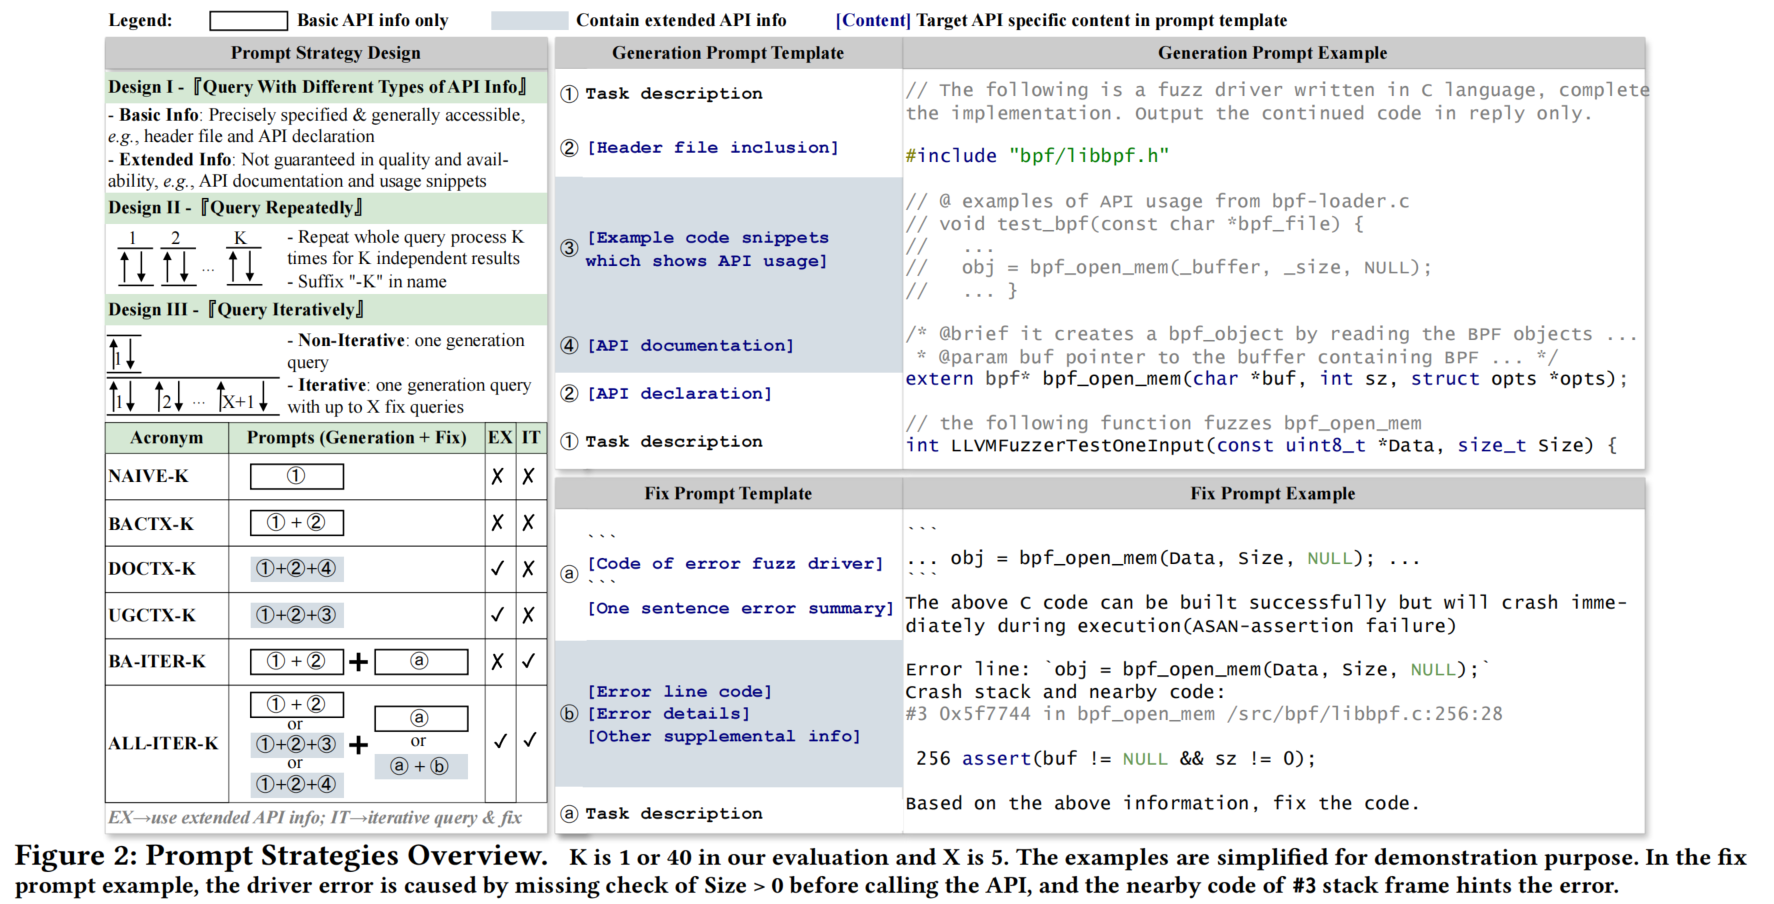 Legend: Basic API info only Contain extended API info [Content] Target API specific content in prompt template
Prompt Strategy Design
Design I -『Query With Different Types of API Info』
- Basic Info: Precisely specified & generally accessible,
e.g., header file and API declaration
- Extended Info: Not guaranteed in quality and avail-
ability, e.g., API documentation and usage snippets
Design II -『Query Repeatedly』
1 2 K
...
- Repeat whole query process K
times for K independent results
- Suffix "-K" in name
Design III -『Query Iteratively』
1
- Non-Iterative: one generation
query
1 2 ... X+1
- Iterative: one generation query
with up to X fix queries
Acronym Prompts (Generation + Fix) EX IT
NAIVE-K ① ✗ ✗
BACTX-K ① + ② ✗ ✗
DOCTX-K ①+②+④ ✓ ✗
UGCTX-K ①+②+③ ✓ ✗
BA-ITER-K ① + ② + ⓐ ✗ ✓
ALL-ITER-K
① + ②
or
①+②+③
or
①+②+④
+
ⓐ
or
ⓐ + ⓑ
✓ ✓
EX→use extended API info; IT→iterative query & fix
Generation Prompt Template
① Task description
② [Header file inclusion]
③ [Example code snippets
which shows API usage]
④ [API documentation]
② [API declaration]
① Task description
Generation Prompt Example
// The following is a fuzz driver written in C language, complete
the implementation. Output the continued code in reply only.
#include "bpf/libbpf.h"
// @ examples of API usage from bpf-loader.c
// void test_bpf(const char *bpf_file) {
// ...
// obj = bpf_open_mem(_buffer, _size, NULL);
// ... }
/* @brief it creates a bpf_object by reading the BPF objects ...
* @param buf pointer to the buffer containing BPF ... */
extern bpf* bpf_open_mem(char *buf, int sz, struct opts *opts);
// the following function fuzzes bpf_open_mem
int LLVMFuzzerTestOneInput(const uint8_t *Data, size_t Size) {
Fix Prompt Template
```
ⓐ [Code of error fuzz driver]
```
[One sentence error summary]
[Error line code]
ⓑ [Error details]
[Other supplemental info]
ⓐ Task description
Fix Prompt Example
```
... obj = bpf_open_mem(Data, Size, NULL); ...
```
The above C code can be built successfully but will crash imme-
diately during execution(ASAN-assertion failure)
Error line: `obj = bpf_open_mem(Data, Size, NULL);`
Crash stack and nearby code:
#3 0x5f7744 in bpf_open_mem /src/bpf/libbpf.c:256:28
256 assert(buf != NULL && sz != 0);
Based on the above information, fix the code.
Figure 2: Prompt Strategies Overview. K is 1 or 40 in our evaluation and X is 5. The examples are simplified for demonstration purpose. In the fix
prompt example, the driver error is caused by missing check of Size > 0 before calling the API, and the nearby code of #3 stack frame hints the error.